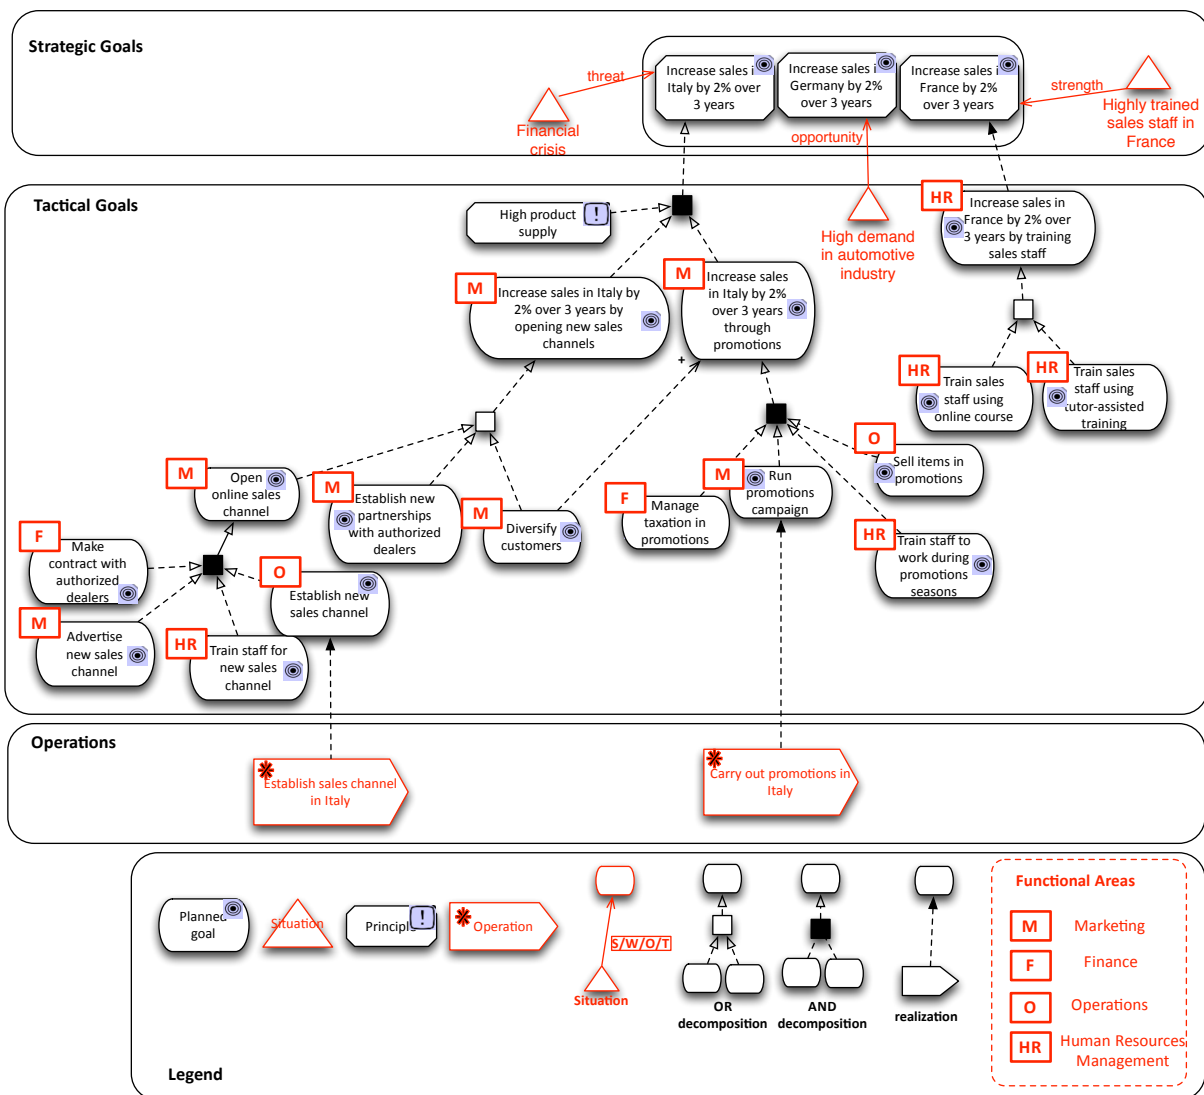 Strategic Goals
Increase sales i
Italy by 2% over
3 years
Increase sales i
Germany by 2%
over 3 years
Increase sales i
France by 2%
over 3 years
threat
strength
Financial
crisis
opportunity
Highly trained
sales staff in
France
Tactical Goals
High product
supply
!
HR
Increase sales in
France by 2% over
3 years by training
sales staff
High demand
in automotive
industry
M
Increase sales in Italy by
2% over 3 years by
opening new sales
channels
M
Increase sales
in Italy by 2%
over 3 years
through
promotions
+
HR
Train sales
staff using
online course
HR
Train sales
staff using
tutor-assisted
training
M
Open
online sales
channel
M
Establish new
partnerships
with authorized
dealers
M
Diversify
customers
F
Manage
taxation in
promotions
M
Run
promotions
campaign
O
Sell items in
promotions
HR
Train staff to
work during
promotions
seasons
F
Make
contract with
authorized
dealers
O
Establish new
sales channel
M
Advertise
new sales
channel
HR
Train staff for
new sales
channel
Operations
Establish sales channel
in Italy
Carry out promotions in
Italy
Planned
goal
Situation
Principle
!
Operation
S/W/O/T
Situation
OR
decomposition
AND
decomposition
realization
Functional Areas
M Marketing
F Finance
O Operations
HR Human Resources
Management
Legend